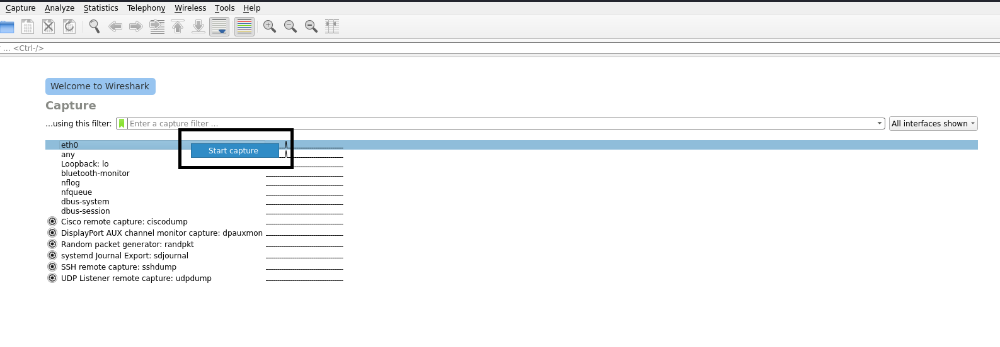 Capture Analyze Statistics Telephony Wireless Tools Help
... <Ctrl-/>
Welcome to Wireshark
Capture
...using this filter: Enter a capture filter ... All interfaces shown
eth0
Start capture
any
Loopback: lo
bluetooth-monitor
nflog
nfqueue
dbus-system
dbus-session
Cisco remote capture: ciscodump
DisplayPort AUX channel monitor capture: dpauxmon
Random packet generator: randpkt
systemd Journal Export: sdjournal
SSH remote capture: sshdump
UDP Listener remote capture: udpdump